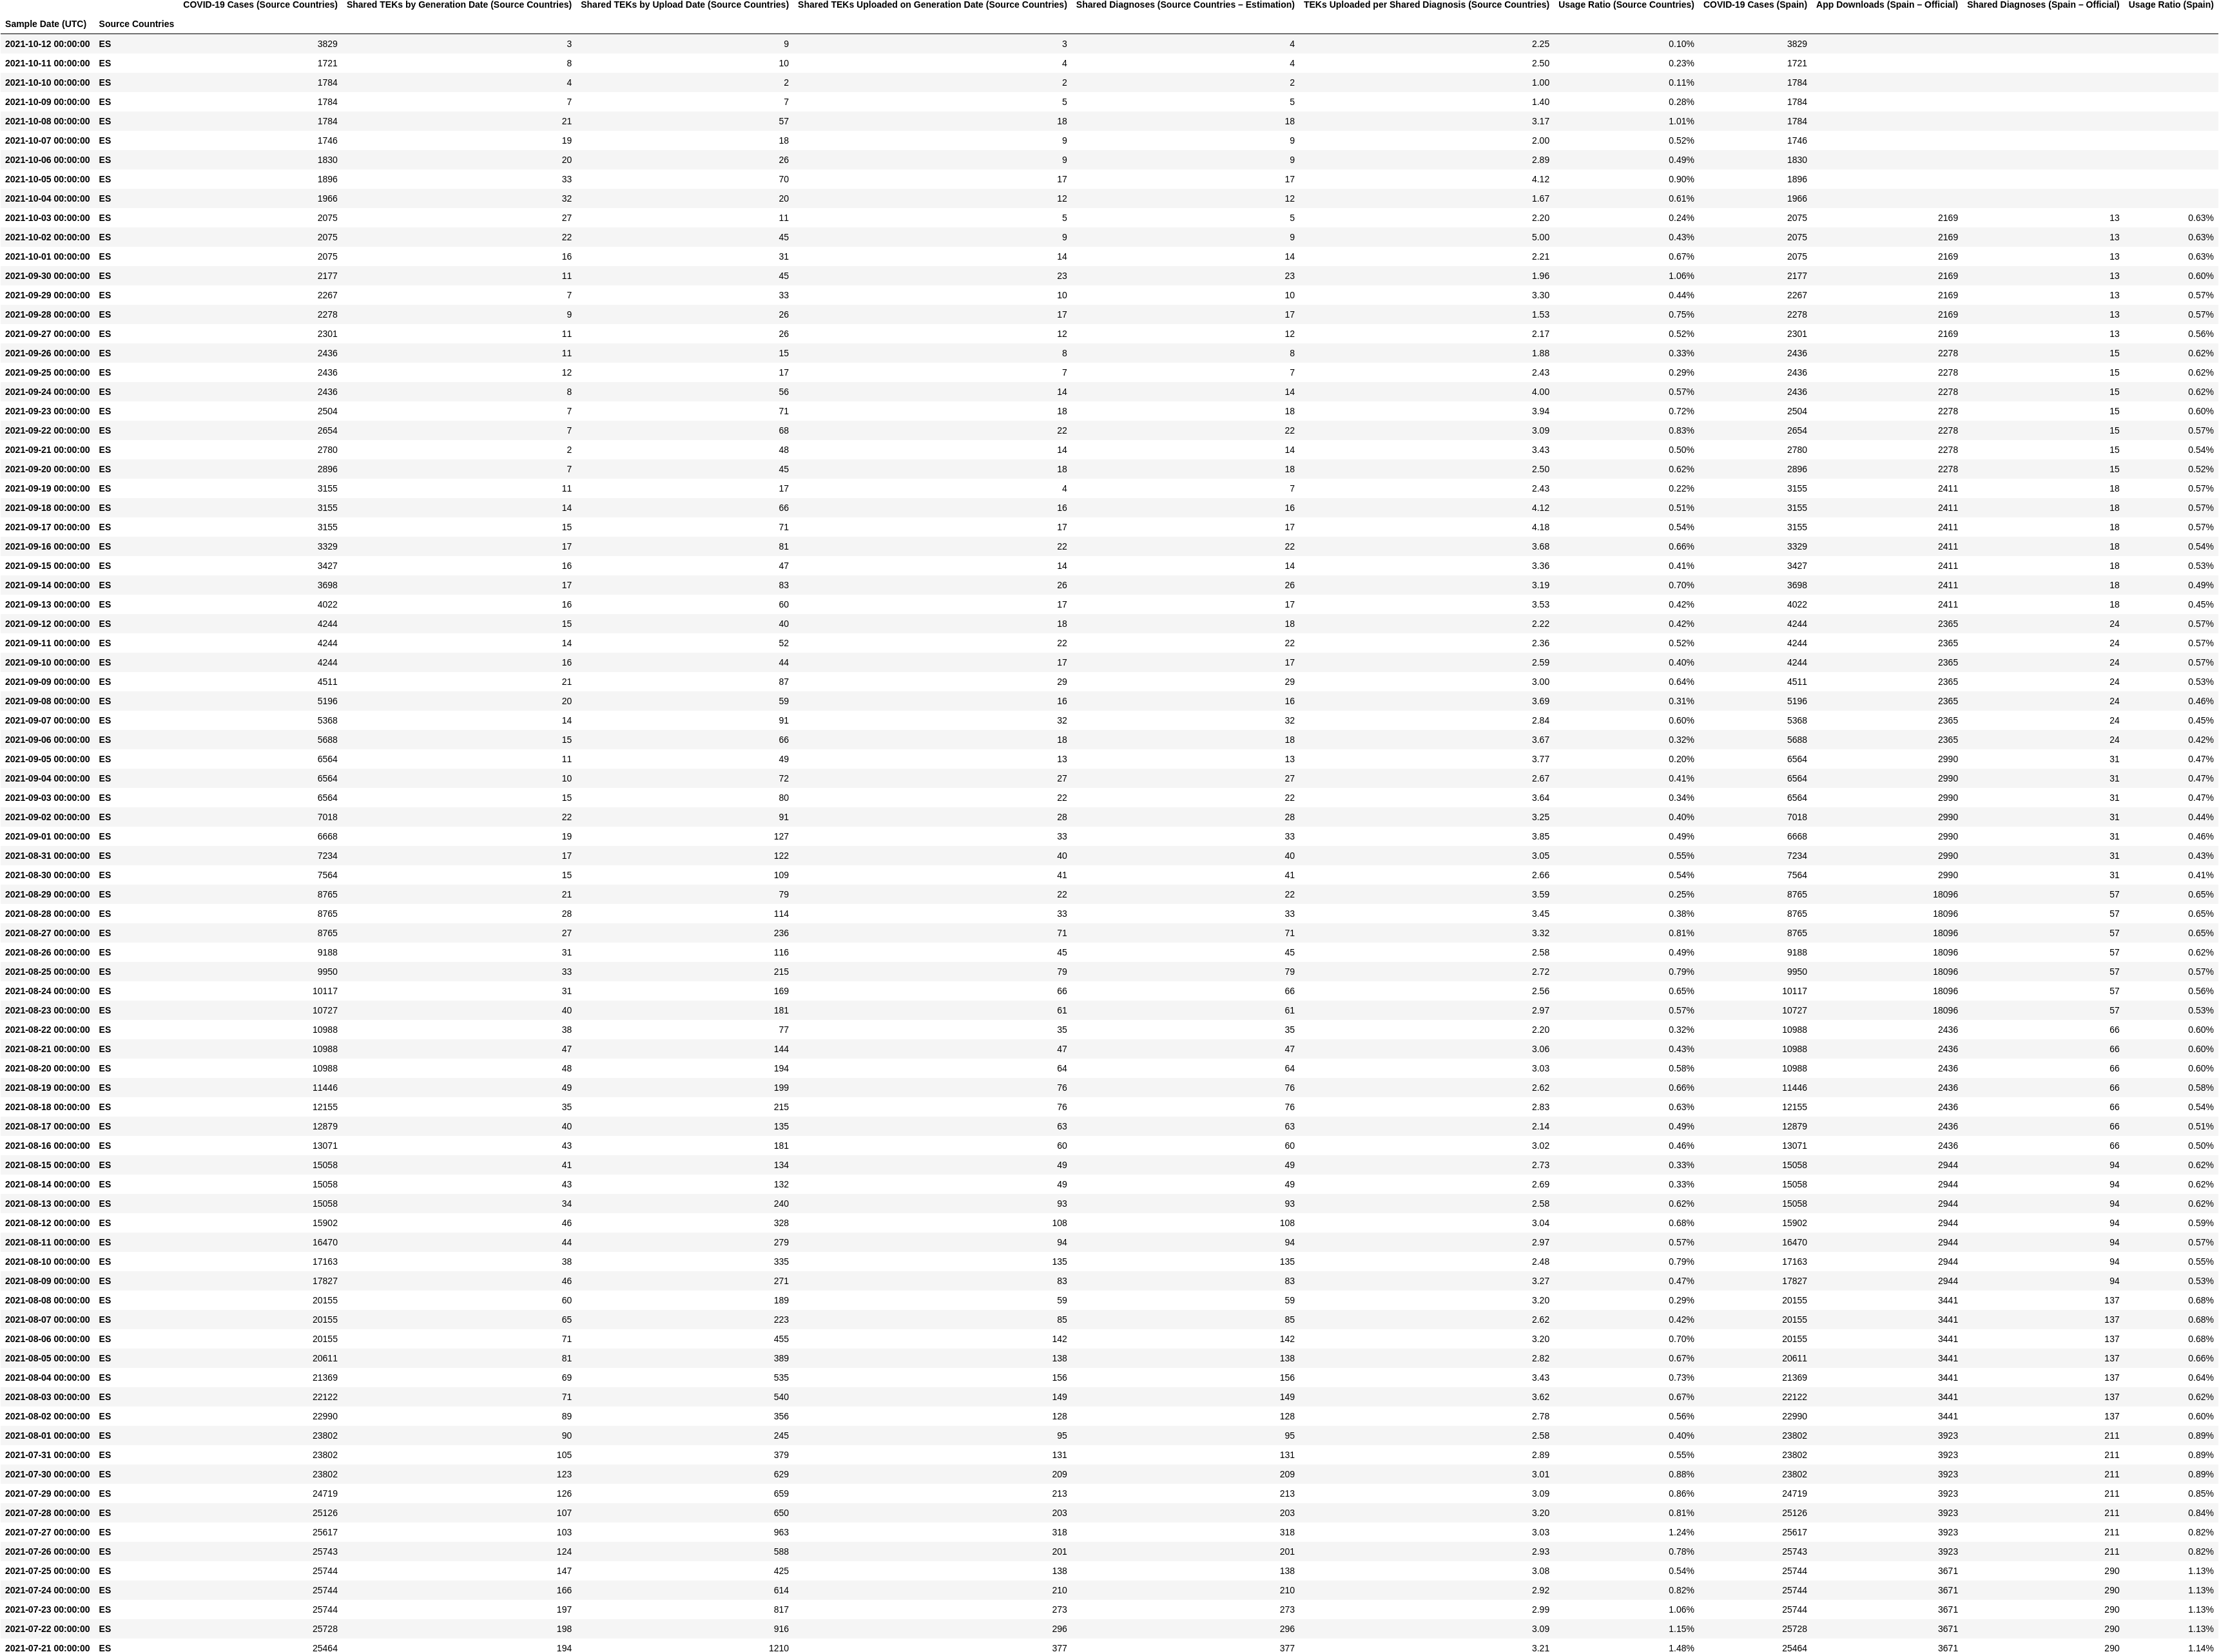 COVID-19 Cases (Source Countries) Shared TEKs by Generation Date (Source Countries) Shared TEKs by Upload Date (Source Countries) Shared TEKs Uploaded on Generation Date (Source Countries) Shared Diagnoses (Source Countries – Estimation) TEKs Uploaded per Shared Diagnosis (Source Countries) Usage Ratio (Source Countries) COVID-19 Cases (Spain) App Downloads (Spain – Official) Shared Diagnoses (Spain – Official) Usage Ratio (Spain)
Sample Date (UTC) Source Countries
2021-10-12 00:00:00 ES 3829 3 9 3 4 2.25 0.10% 3829
2021-10-11 00:00:00 ES 1721 8 10 4 4 2.50 0.23% 1721
2021-10-10 00:00:00 ES 1784 4 2 2 2 1.00 0.11% 1784
2021-10-09 00:00:00 ES 1784 7 7 5 5 1.40 0.28% 1784
2021-10-08 00:00:00 ES 1784 21 57 18 18 3.17 1.01% 1784
2021-10-07 00:00:00 ES 1746 19 18 9 9 2.00 0.52% 1746
2021-10-06 00:00:00 ES 1830 20 26 9 9 2.89 0.49% 1830
2021-10-05 00:00:00 ES 1896 33 70 17 17 4.12 0.90% 1896
2021-10-04 00:00:00 ES 1966 32 20 12 12 1.67 0.61% 1966
2021-10-03 00:00:00 ES 2075 27 11 5 5 2.20 0.24% 2075 2169 13 0.63%
2021-10-02 00:00:00 ES 2075 22 45 9 9 5.00 0.43% 2075 2169 13 0.63%
2021-10-01 00:00:00 ES 2075 16 31 14 14 2.21 0.67% 2075 2169 13 0.63%
2021-09-30 00:00:00 ES 2177 11 45 23 23 1.96 1.06% 2177 2169 13 0.60%
2021-09-29 00:00:00 ES 2267 7 33 10 10 3.30 0.44% 2267 2169 13 0.57%
2021-09-28 00:00:00 ES 2278 9 26 17 17 1.53 0.75% 2278 2169 13 0.57%
2021-09-27 00:00:00 ES 2301 11 26 12 12 2.17 0.52% 2301 2169 13 0.56%
2021-09-26 00:00:00 ES 2436 11 15 8 8 1.88 0.33% 2436 2278 15 0.62%
2021-09-25 00:00:00 ES 2436 12 17 7 7 2.43 0.29% 2436 2278 15 0.62%
2021-09-24 00:00:00 ES 2436 8 56 14 14 4.00 0.57% 2436 2278 15 0.62%
2021-09-23 00:00:00 ES 2504 7 71 18 18 3.94 0.72% 2504 2278 15 0.60%
2021-09-22 00:00:00 ES 2654 7 68 22 22 3.09 0.83% 2654 2278 15 0.57%
2021-09-21 00:00:00 ES 2780 2 48 14 14 3.43 0.50% 2780 2278 15 0.54%
2021-09-20 00:00:00 ES 2896 7 45 18 18 2.50 0.62% 2896 2278 15 0.52%
2021-09-19 00:00:00 ES 3155 11 17 4 7 2.43 0.22% 3155 2411 18 0.57%
2021-09-18 00:00:00 ES 3155 14 66 16 16 4.12 0.51% 3155 2411 18 0.57%
2021-09-17 00:00:00 ES 3155 15 71 17 17 4.18 0.54% 3155 2411 18 0.57%
2021-09-16 00:00:00 ES 3329 17 81 22 22 3.68 0.66% 3329 2411 18 0.54%
2021-09-15 00:00:00 ES 3427 16 47 14 14 3.36 0.41% 3427 2411 18 0.53%
2021-09-14 00:00:00 ES 3698 17 83 26 26 3.19 0.70% 3698 2411 18 0.49%
2021-09-13 00:00:00 ES 4022 16 60 17 17 3.53 0.42% 4022 2411 18 0.45%
2021-09-12 00:00:00 ES 4244 15 40 18 18 2.22 0.42% 4244 2365 24 0.57%
2021-09-11 00:00:00 ES 4244 14 52 22 22 2.36 0.52% 4244 2365 24 0.57%
2021-09-10 00:00:00 ES 4244 16 44 17 17 2.59 0.40% 4244 2365 24 0.57%
2021-09-09 00:00:00 ES 4511 21 87 29 29 3.00 0.64% 4511 2365 24 0.53%
2021-09-08 00:00:00 ES 5196 20 59 16 16 3.69 0.31% 5196 2365 24 0.46%
2021-09-07 00:00:00 ES 5368 14 91 32 32 2.84 0.60% 5368 2365 24 0.45%
2021-09-06 00:00:00 ES 5688 15 66 18 18 3.67 0.32% 5688 2365 24 0.42%
2021-09-05 00:00:00 ES 6564 11 49 13 13 3.77 0.20% 6564 2990 31 0.47%
2021-09-04 00:00:00 ES 6564 10 72 27 27 2.67 0.41% 6564 2990 31 0.47%
2021-09-03 00:00:00 ES 6564 15 80 22 22 3.64 0.34% 6564 2990 31 0.47%
2021-09-02 00:00:00 ES 7018 22 91 28 28 3.25 0.40% 7018 2990 31 0.44%
2021-09-01 00:00:00 ES 6668 19 127 33 33 3.85 0.49% 6668 2990 31 0.46%
2021-08-31 00:00:00 ES 7234 17 122 40 40 3.05 0.55% 7234 2990 31 0.43%
2021-08-30 00:00:00 ES 7564 15 109 41 41 2.66 0.54% 7564 2990 31 0.41%
2021-08-29 00:00:00 ES 8765 21 79 22 22 3.59 0.25% 8765 18096 57 0.65%
2021-08-28 00:00:00 ES 8765 28 114 33 33 3.45 0.38% 8765 18096 57 0.65%
2021-08-27 00:00:00 ES 8765 27 236 71 71 3.32 0.81% 8765 18096 57 0.65%
2021-08-26 00:00:00 ES 9188 31 116 45 45 2.58 0.49% 9188 18096 57 0.62%
2021-08-25 00:00:00 ES 9950 33 215 79 79 2.72 0.79% 9950 18096 57 0.57%
2021-08-24 00:00:00 ES 10117 31 169 66 66 2.56 0.65% 10117 18096 57 0.56%
2021-08-23 00:00:00 ES 10727 40 181 61 61 2.97 0.57% 10727 18096 57 0.53%
2021-08-22 00:00:00 ES 10988 38 77 35 35 2.20 0.32% 10988 2436 66 0.60%
2021-08-21 00:00:00 ES 10988 47 144 47 47 3.06 0.43% 10988 2436 66 0.60%
2021-08-20 00:00:00 ES 10988 48 194 64 64 3.03 0.58% 10988 2436 66 0.60%
2021-08-19 00:00:00 ES 11446 49 199 76 76 2.62 0.66% 11446 2436 66 0.58%
2021-08-18 00:00:00 ES 12155 35 215 76 76 2.83 0.63% 12155 2436 66 0.54%
2021-08-17 00:00:00 ES 12879 40 135 63 63 2.14 0.49% 12879 2436 66 0.51%
2021-08-16 00:00:00 ES 13071 43 181 60 60 3.02 0.46% 13071 2436 66 0.50%
2021-08-15 00:00:00 ES 15058 41 134 49 49 2.73 0.33% 15058 2944 94 0.62%
2021-08-14 00:00:00 ES 15058 43 132 49 49 2.69 0.33% 15058 2944 94 0.62%
2021-08-13 00:00:00 ES 15058 34 240 93 93 2.58 0.62% 15058 2944 94 0.62%
2021-08-12 00:00:00 ES 15902 46 328 108 108 3.04 0.68% 15902 2944 94 0.59%
2021-08-11 00:00:00 ES 16470 44 279 94 94 2.97 0.57% 16470 2944 94 0.57%
2021-08-10 00:00:00 ES 17163 38 335 135 135 2.48 0.79% 17163 2944 94 0.55%
2021-08-09 00:00:00 ES 17827 46 271 83 83 3.27 0.47% 17827 2944 94 0.53%
2021-08-08 00:00:00 ES 20155 60 189 59 59 3.20 0.29% 20155 3441 137 0.68%
2021-08-07 00:00:00 ES 20155 65 223 85 85 2.62 0.42% 20155 3441 137 0.68%
2021-08-06 00:00:00 ES 20155 71 455 142 142 3.20 0.70% 20155 3441 137 0.68%
2021-08-05 00:00:00 ES 20611 81 389 138 138 2.82 0.67% 20611 3441 137 0.66%
2021-08-04 00:00:00 ES 21369 69 535 156 156 3.43 0.73% 21369 3441 137 0.64%
2021-08-03 00:00:00 ES 22122 71 540 149 149 3.62 0.67% 22122 3441 137 0.62%
2021-08-02 00:00:00 ES 22990 89 356 128 128 2.78 0.56% 22990 3441 137 0.60%
2021-08-01 00:00:00 ES 23802 90 245 95 95 2.58 0.40% 23802 3923 211 0.89%
2021-07-31 00:00:00 ES 23802 105 379 131 131 2.89 0.55% 23802 3923 211 0.89%
2021-07-30 00:00:00 ES 23802 123 629 209 209 3.01 0.88% 23802 3923 211 0.89%
2021-07-29 00:00:00 ES 24719 126 659 213 213 3.09 0.86% 24719 3923 211 0.85%
2021-07-28 00:00:00 ES 25126 107 650 203 203 3.20 0.81% 25126 3923 211 0.84%
2021-07-27 00:00:00 ES 25617 103 963 318 318 3.03 1.24% 25617 3923 211 0.82%
2021-07-26 00:00:00 ES 25743 124 588 201 201 2.93 0.78% 25743 3923 211 0.82%
2021-07-25 00:00:00 ES 25744 147 425 138 138 3.08 0.54% 25744 3671 290 1.13%
2021-07-24 00:00:00 ES 25744 166 614 210 210 2.92 0.82% 25744 3671 290 1.13%
2021-07-23 00:00:00 ES 25744 197 817 273 273 2.99 1.06% 25744 3671 290 1.13%
2021-07-22 00:00:00 ES 25728 198 916 296 296 3.09 1.15% 25728 3671 290 1.13%
2021-07-21 00:00:00 ES 25464 194 1210 377 377 3.21 1.48% 25464 3671 290 1.14%